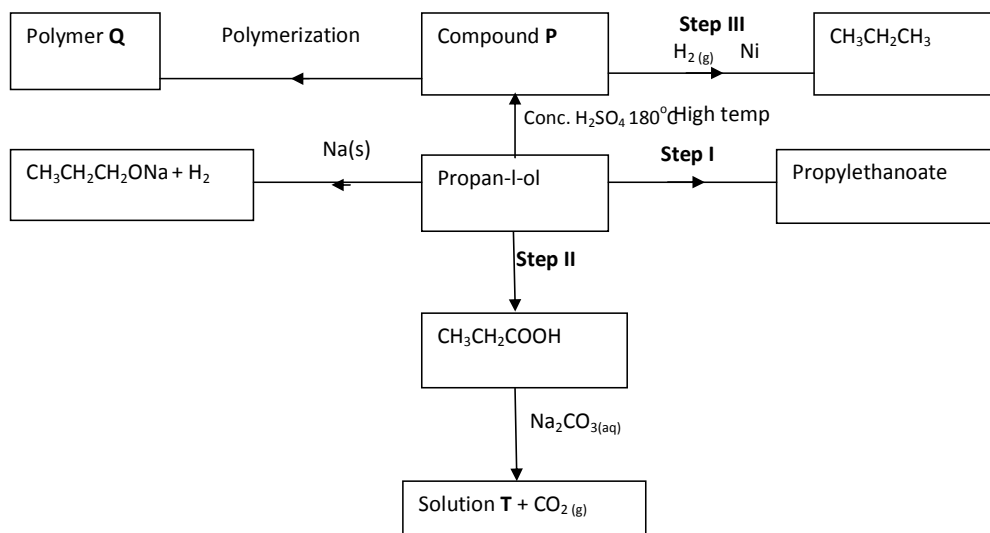 Polymer Q
Polymerization
Compound P
Step III
H₂ (g) Ni
CH₃CH₂CH₃
Conc. H₂SO₄ 180°C
High temp
CH₃CH₂CH₂ONa + H₂
Na(s)
Propan-l-ol
Step I
Propylethanoate
Step II
CH₃CH₂COOH
Na₂CO₃(aq)
Solution T + CO₂ (g)